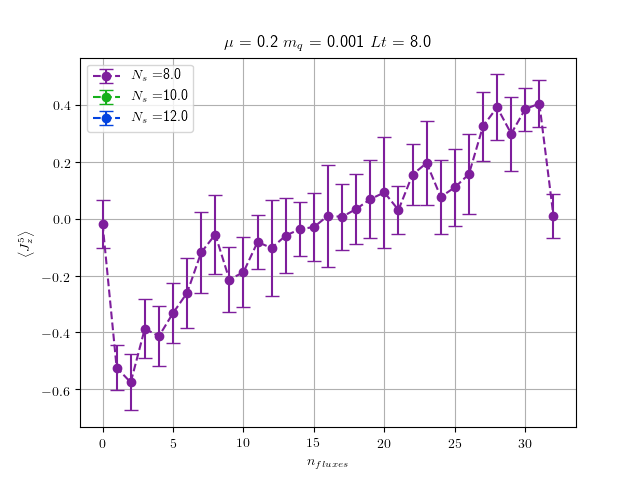 μ = 0.2 m_q = 0.001 Lt = 8.0
N_s =8.0
N_s =10.0
N_s =12.0
0.4
0.2
0.0
−0.2
−0.4
−0.6
⟨J_z^5⟩
0 5 10 15 20 25 30
n_fluxes